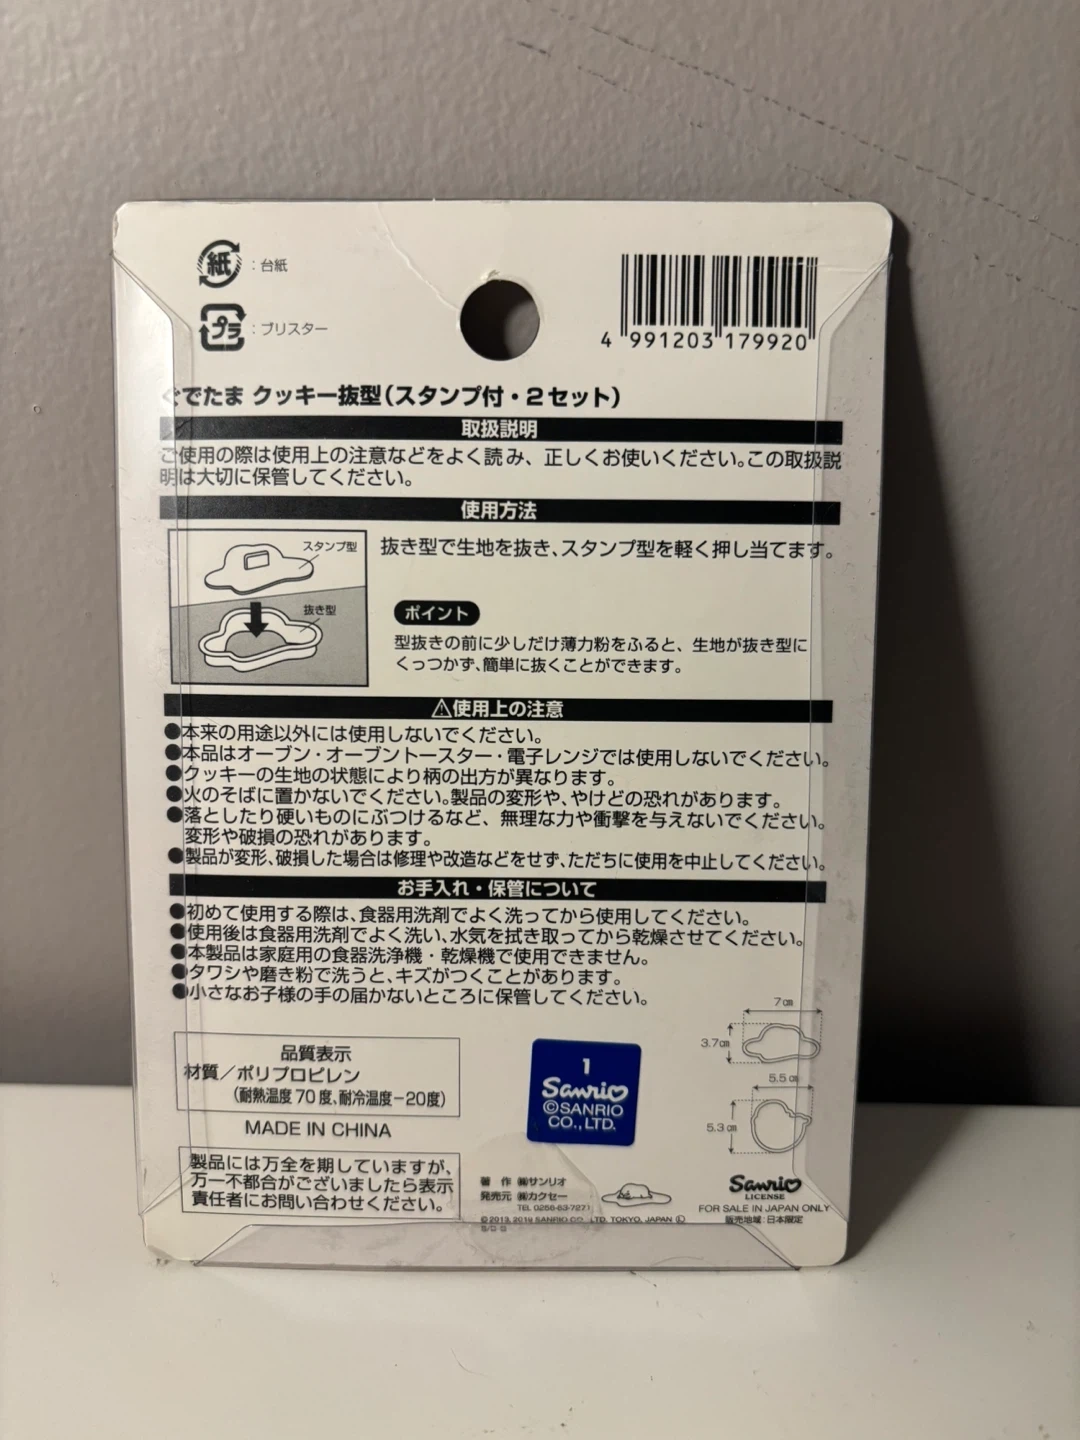 紙 : 台紙
プラ : ブリスター
4 991203 179920
ぐでたま クッキー抜型(スタンプ付・2セット)
取扱説明
ご使用の際は使用上の注意などをよく読み、正しくお使いください。この取扱説
明は大切に保管してください。
使用方法
スタンプ型
抜き型
抜き型で生地を抜き、スタンプ型を軽く押し当てます。
ポイント
型抜きの前に少しだけ薄力粉をふると、生地が抜き型に
くっつかず、簡単に抜くことができます。
⚠使用上の注意
●本来の用途以外には使用しないでください。
●本品はオーブン・オーブントースター・電子レンジでは使用しないでください。
●クッキーの生地の状態により柄の出方が異なります。
●火のそばに置かないでください。製品の変形や、やけどの恐れがあります。
●落としたり硬いものにぶつけるなど、無理な力や衝撃を与えないでください。
変形や破損の恐れがあります。
●製品が変形、破損した場合は修理や改造などをせず、ただちに使用を中止してください。
お手入れ・保管について
●初めて使用する際は、食器用洗剤でよく洗ってから使用してください。
●使用後は食器用洗剤でよく洗い、水気を拭き取ってから乾燥させてください。
●本製品は家庭用の食器洗浄機・乾燥機で使用できません。
●タワシや磨き粉で洗うと、キズがつくことがあります。
●小さなお子様の手の届かないところに保管してください。
7㎝
3.7㎝
5.5㎝
5.3㎝
品質表示
材質/ポリプロピレン
(耐熱温度70度、耐冷温度-20度)
MADE IN CHINA
製品には万全を期していますが、
万一不都合がございましたら表示
責任者にお問い合わせください。
1
Sanrio
©SANRIO
CO.,LTD.
著 作 ㈱サンリオ
発売元 ㈱カクセー
TEL 0256-63-7271
©2013, 2019 SANRIO CO., LTD. TOKYO, JAPAN Ⓛ
Sanrio
LICENSE
FOR SALE IN JAPAN ONLY
販売地域:日本限定